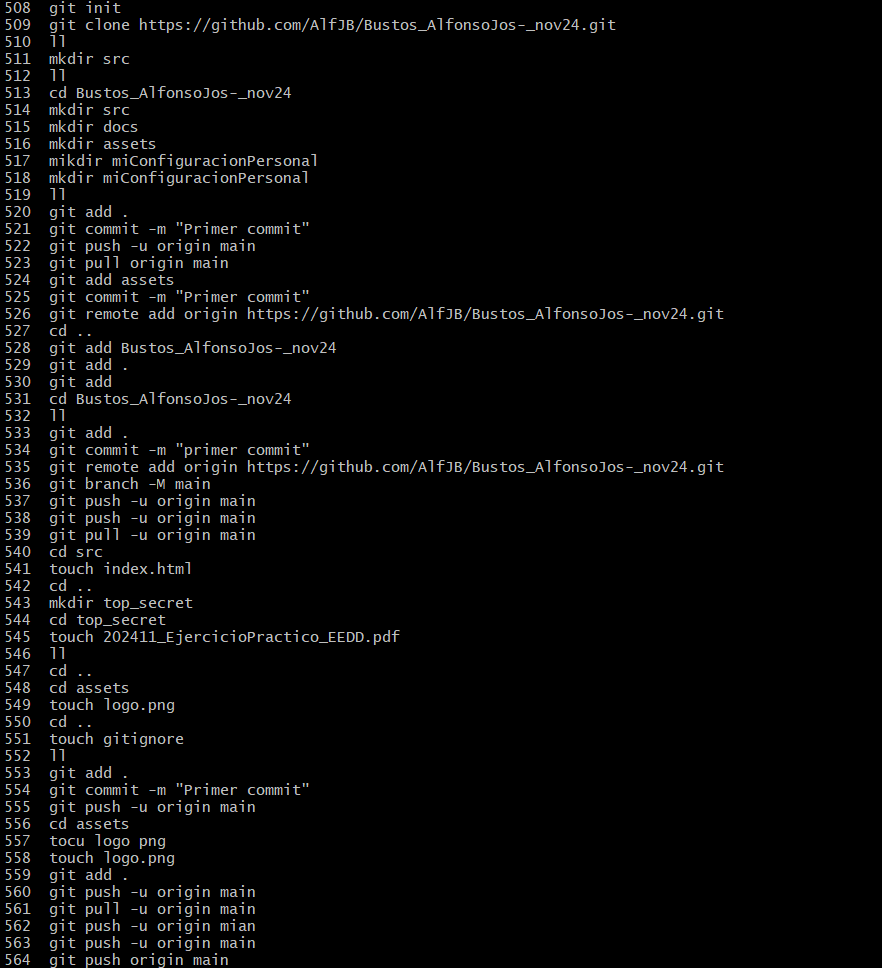 508 git init
509 git clone https://github.com/AlfJB/Bustos_AlfonsoJos-_nov24.git
510 ll
511 mkdir src
512 ll
513 cd Bustos_AlfonsoJos-_nov24
514 mkdir src
515 mkdir docs
516 mkdir assets
517 mikdir miConfiguracionPersonal
518 mkdir miConfiguracionPersonal
519 ll
520 git add .
521 git commit -m "Primer commit"
522 git push -u origin main
523 git pull origin main
524 git add assets
525 git commit -m "Primer commit"
526 git remote add origin https://github.com/AlfJB/Bustos_AlfonsoJos-_nov24.git
527 cd ..
528 git add Bustos_AlfonsoJos-_nov24
529 git add .
530 git add
531 cd Bustos_AlfonsoJos-_nov24
532 ll
533 git add .
534 git commit -m "primer commit"
535 git remote add origin https://github.com/AlfJB/Bustos_AlfonsoJos-_nov24.git
536 git branch -M main
537 git push -u origin main
538 git push -u origin main
539 git pull -u origin main
540 cd src
541 touch index.html
542 cd ..
543 mkdir top_secret
544 cd top_secret
545 touch 202411_EjercicioPractico_EEDD.pdf
546 ll
547 cd ..
548 cd assets
549 touch logo.png
550 cd ..
551 touch gitignore
552 ll
553 git add .
554 git commit -m "Primer commit"
555 git push -u origin main
556 cd assets
557 tocu logo png
558 touch logo.png
559 git add .
560 git push -u origin main
561 git pull -u origin main
562 git push -u origin mian
563 git push -u origin main
564 git push origin main